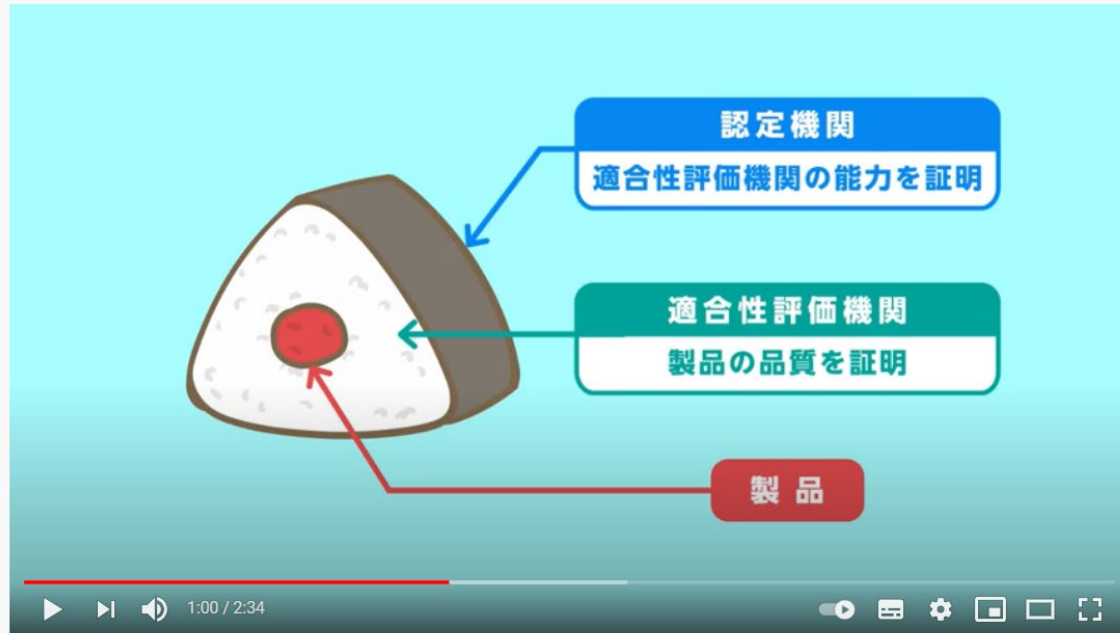 認定機関
適合性評価機関の能力を証明
適合性評価機関
製品の品質を証明
製品
1:00 / 2:34